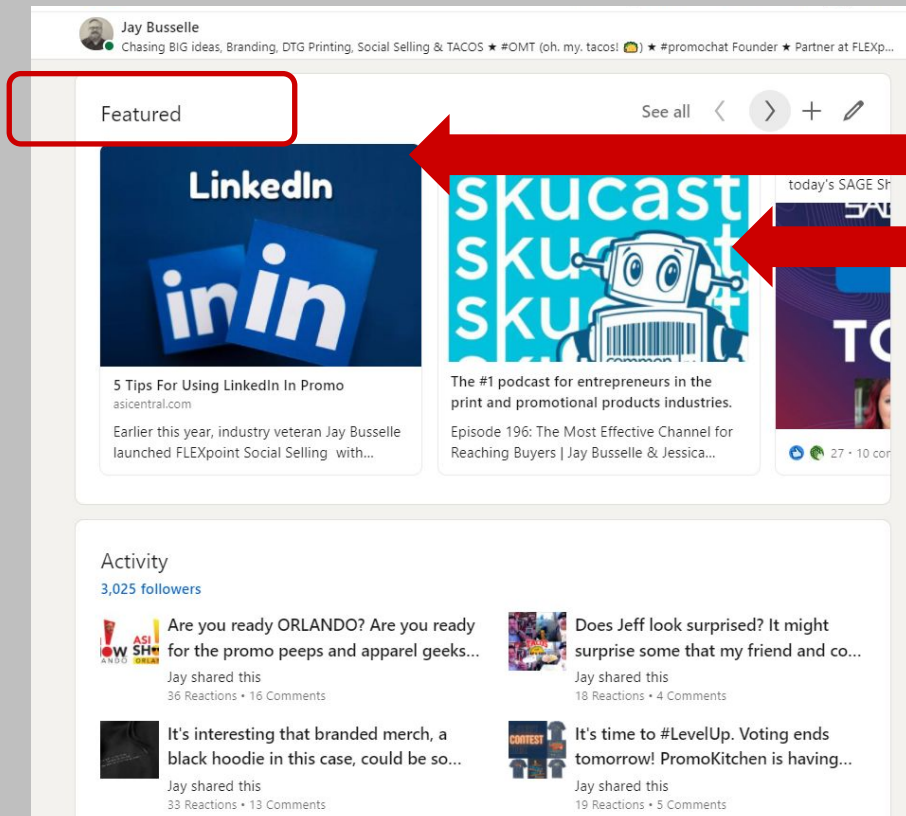 Jay Busselle
Chasing BIG ideas, Branding, DTG Printing, Social Selling & TACOS ★ #OMT (oh. my. tacos! 🌮) ★ #promochat Founder ★ Partner at FLEXp...
Featured
See all
LinkedIn
in in
5 Tips For Using LinkedIn In Promo
asicentral.com
Earlier this year, industry veteran Jay Busselle
launched FLEXpoint Social Selling with...
skucast
sku
sku
common
The #1 podcast for entrepreneurs in the
print and promotional products industries.
Episode 196: The Most Effective Channel for
Reaching Buyers | Jay Busselle & Jessica...
today's SAGE Sh
TO
27 • 10 com
Activity
3,025 followers
Are you ready ORLANDO? Are you ready
for the promo peeps and apparel geeks...
Jay shared this
36 Reactions • 16 Comments
ASI
SH
Does Jeff look surprised? It might
surprise some that my friend and co...
Jay shared this
18 Reactions • 4 Comments
It's interesting that branded merch, a
black hoodie in this case, could be so...
Jay shared this
33 Reactions • 13 Comments
CONTEST
It's time to #LevelUp. Voting ends
tomorrow! PromoKitchen is having...
Jay shared this
19 Reactions • 5 Comments